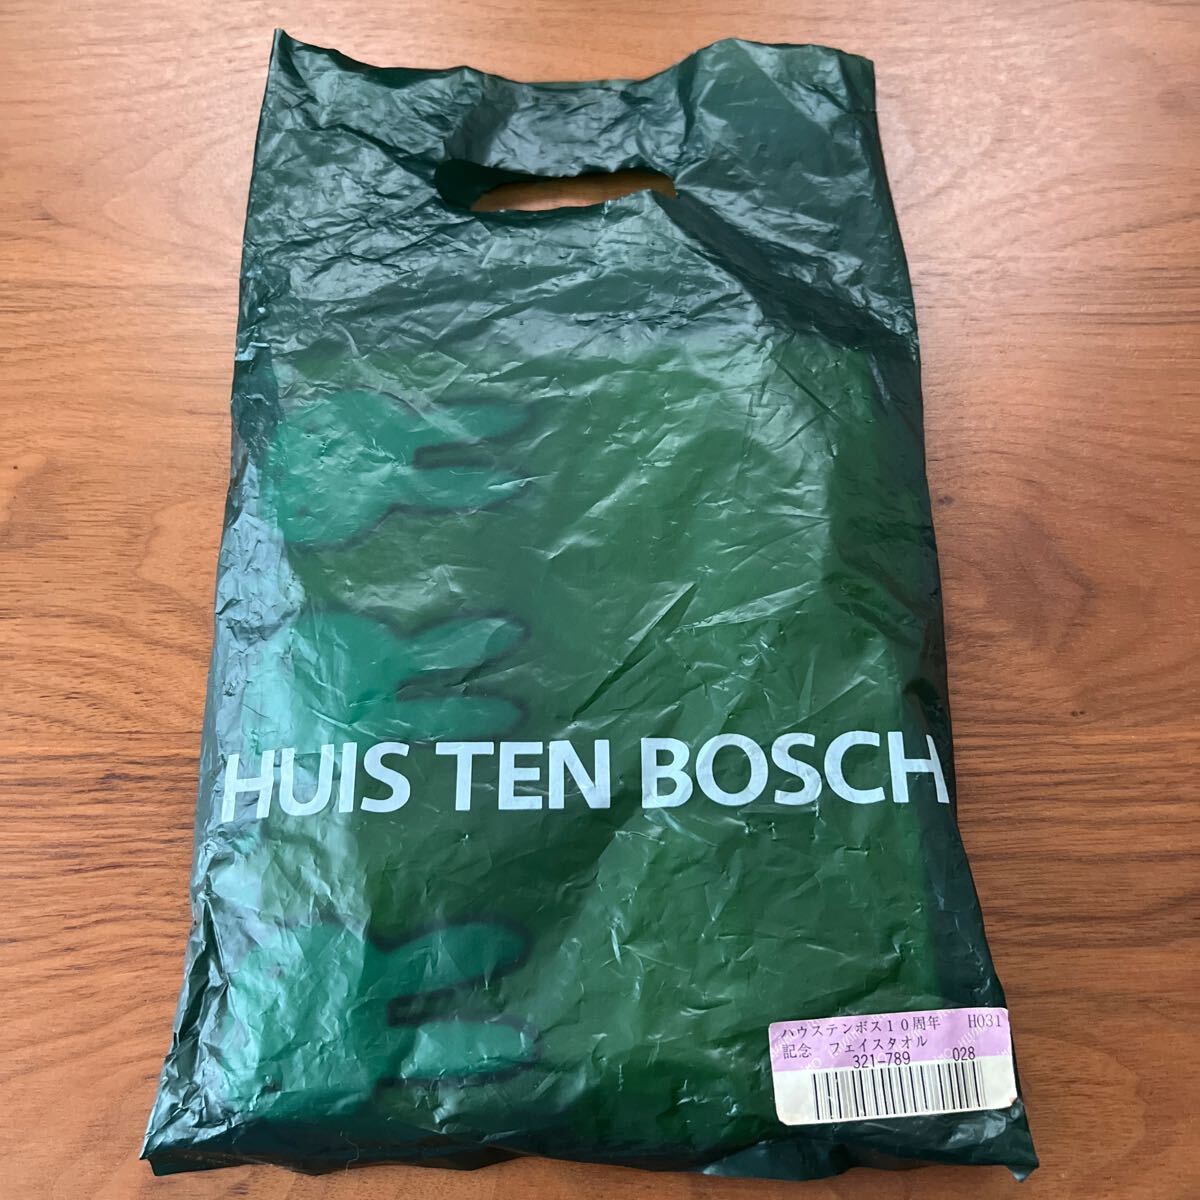 HUIS TEN BOSCH
ハウステンボス１０周年 H031
記念 フェイスタオル
321-789 028